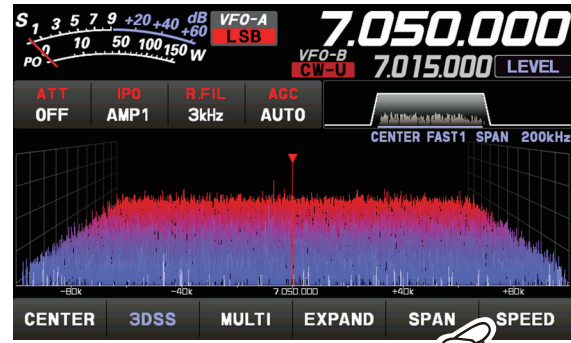 S 1 3 5 7 9 +20 +40 +60 dB
PO 0 10 50 100 150 W
VFO-A
LSB
7.050.000
VFO-B
CW-U
7.015.000
LEVEL
ATT IPO R.FIL AGC
OFF AMP1 3kHz AUTO
CENTER FAST1 SPAN 200kHz
-80k -40k 7.050.000 +40k +80k
CENTER 3DSS MULTI EXPAND SPAN SPEED